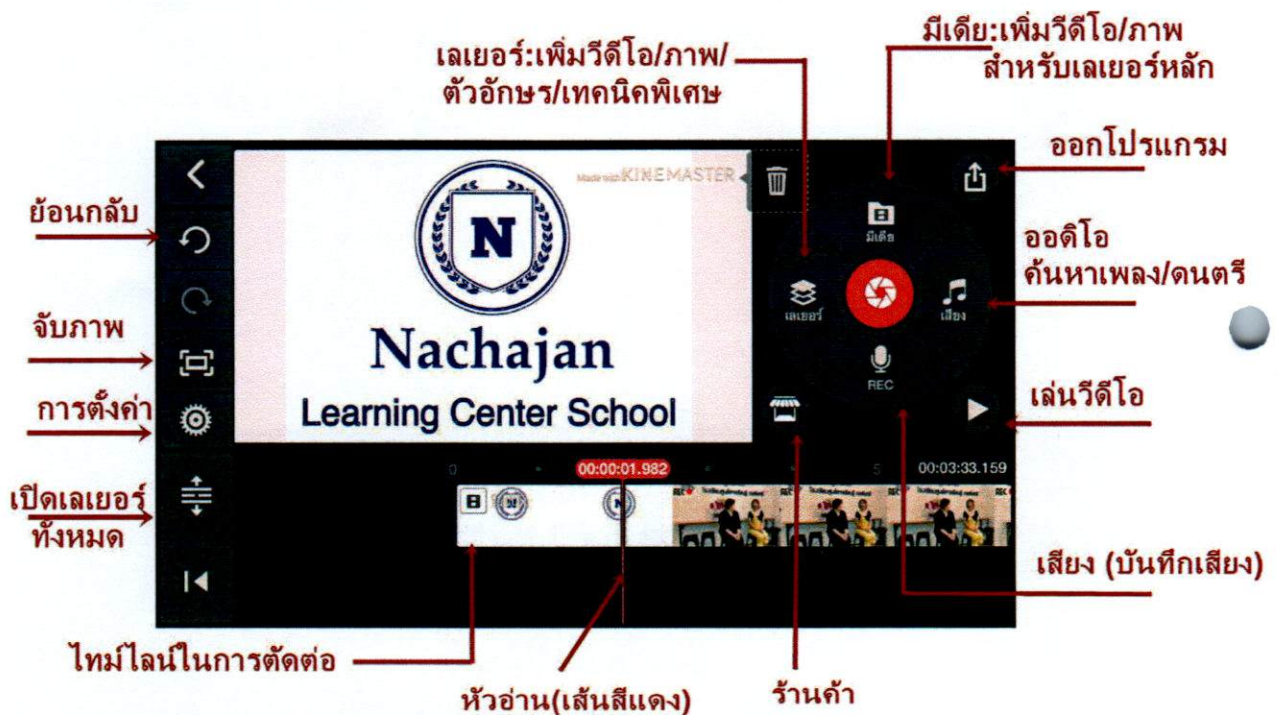 มีเดีย:เพิ่มวีดีโอ/ภาพ
สำหรับเลเยอร์หลัก
เลเยอร์:เพิ่มวีดีโอ/ภาพ/
ตัวอักษร/เทคนิคพิเศษ
ออกโปรแกรม
Made with KINEMASTER
ย้อนกลับ
มีเดีย
ออดิโอ
ค้นหาเพลง/ดนตรี
N
เลเยอร์
เสียง
จับภาพ
Nachajan
REC
การตั้งค่า
Learning Center School
เล่นวีดีโอ
0
00:00:01.982
5
00:03:33.159
เปิดเลเยอร์
ทั้งหมด
N
N
เสียง (บันทึกเสียง)
ไทม์ไลน์ในการตัดต่อ
หัวอ่าน(เส้นสีแดง)
ร้านค้า